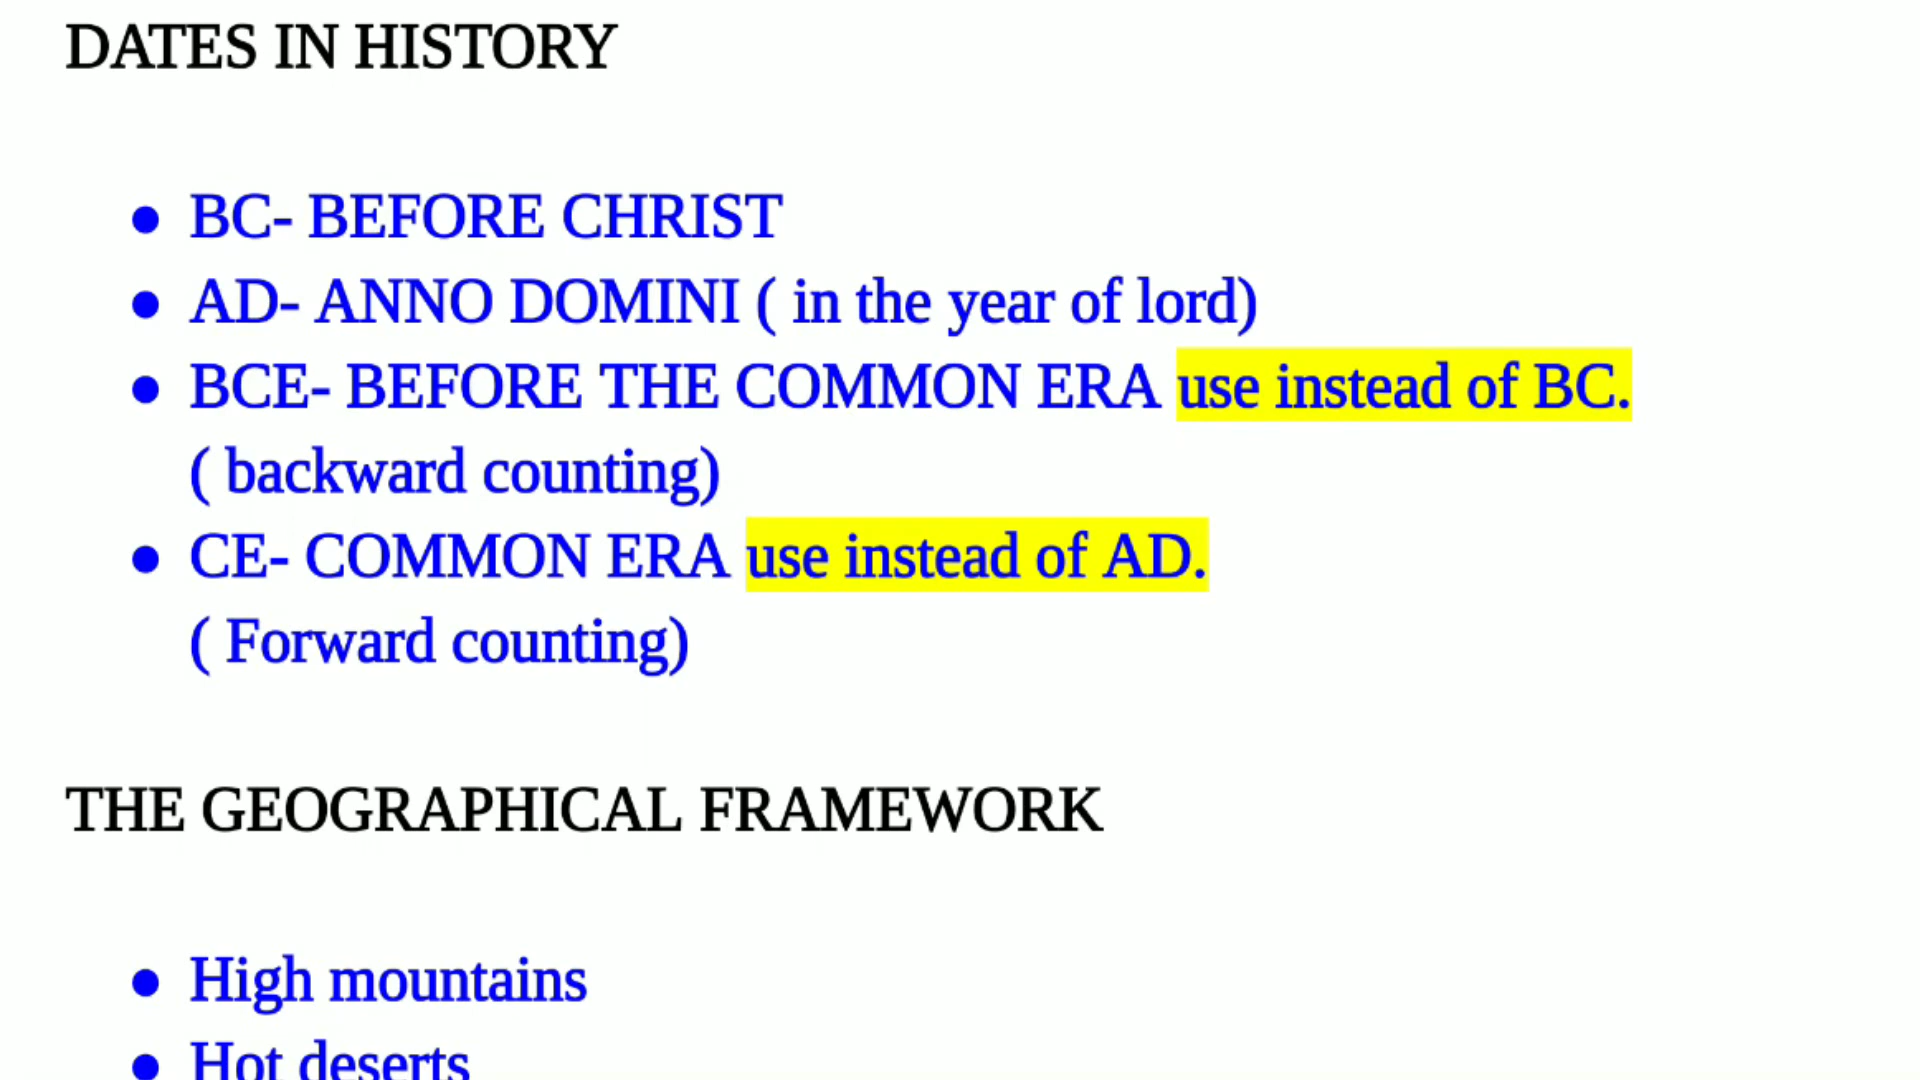 DATES IN HISTORY
● BC- BEFORE CHRIST
● AD- ANNO DOMINI ( in the year of lord)
● BCE- BEFORE THE COMMON ERA use instead of BC.
( backward counting)
● CE- COMMON ERA use instead of AD.
( Forward counting)
THE GEOGRAPHICAL FRAMEWORK
● High mountains
● Hot deserts